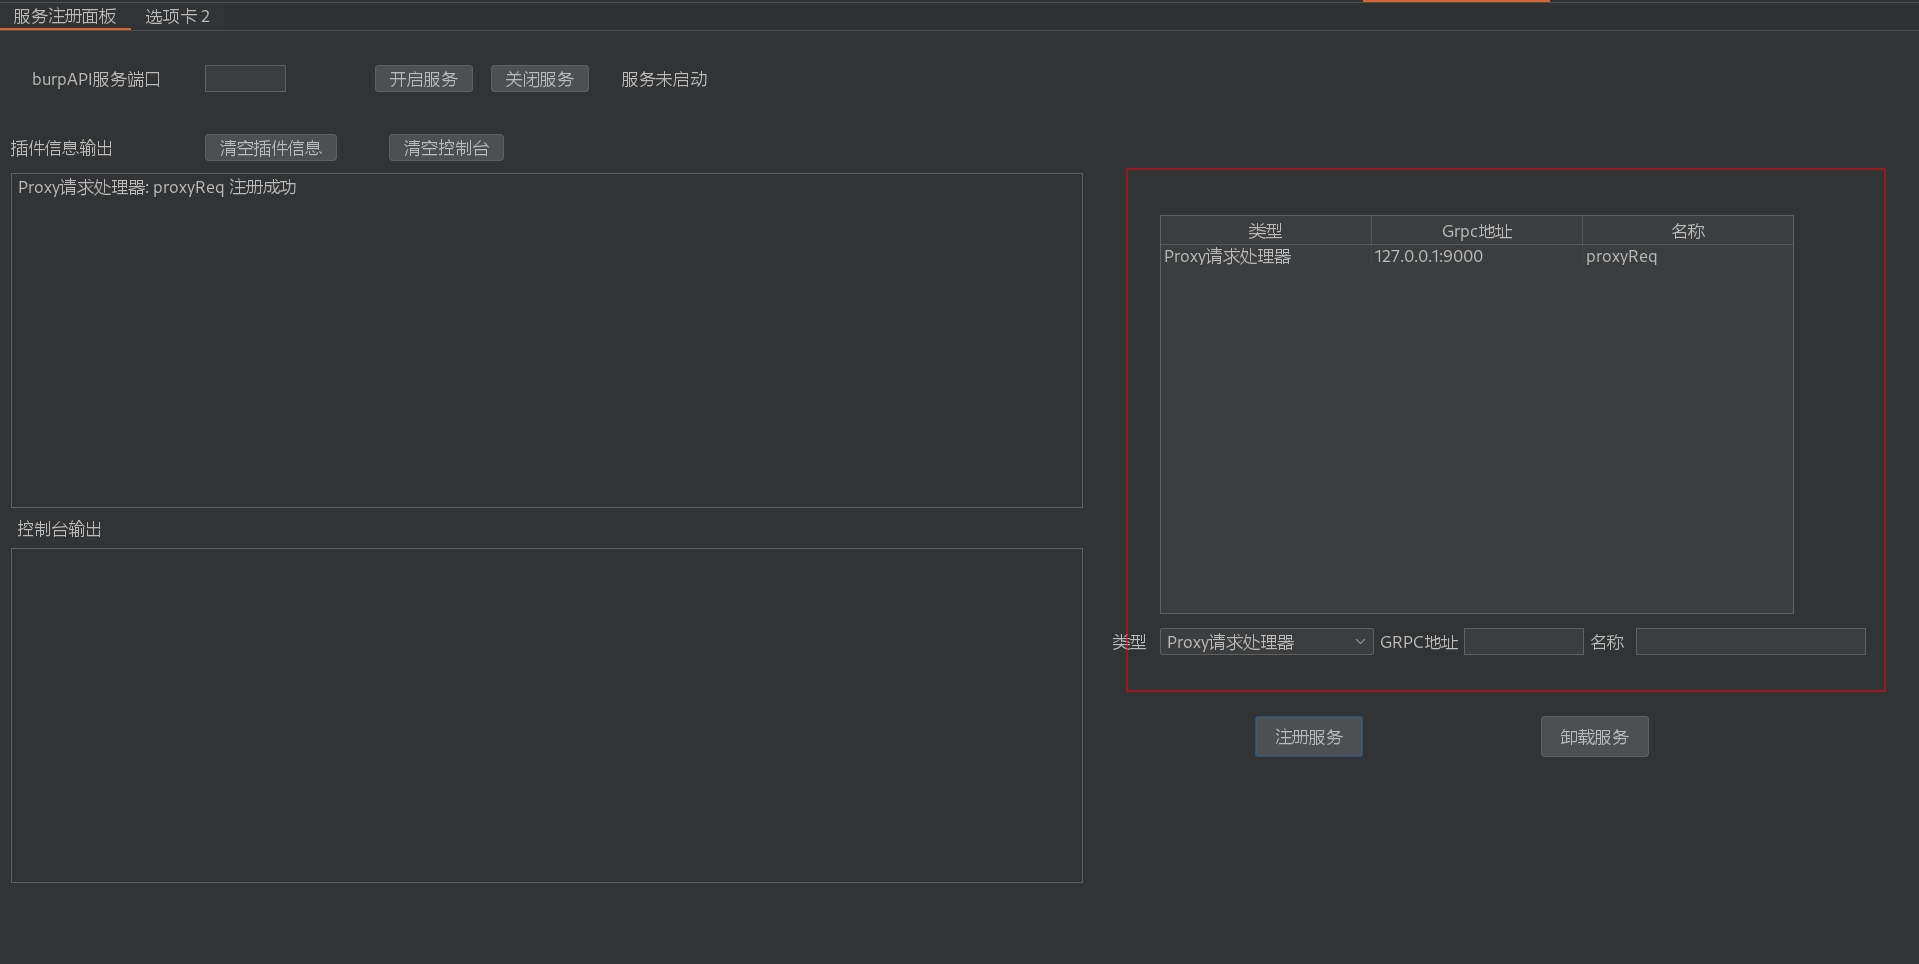 服务注册面板 选项卡 2
burpAPI服务端口 开启服务 关闭服务 服务未启动
插件信息输出 清空插件信息 清空控制台
Proxy请求处理器: proxyReq 注册成功
控制台输出
类型 Grpc地址 名称
Proxy请求处理器 127.0.0.1:9000 proxyReq
类型 Proxy请求处理器 GRPC地址 名称
注册服务 卸载服务